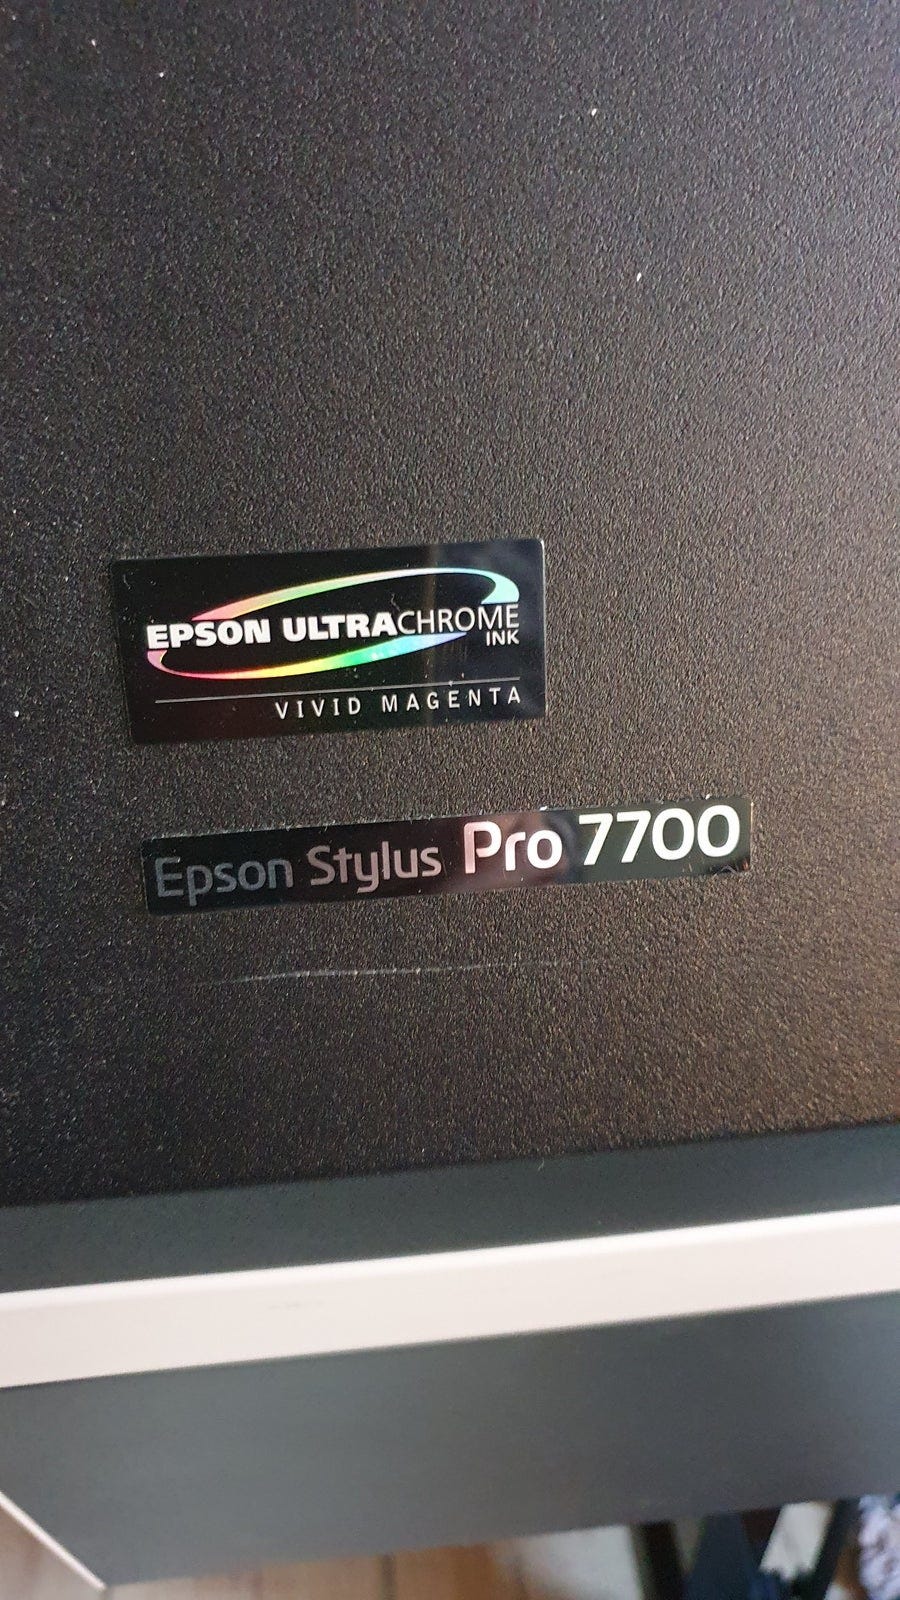 EPSON ULTRACHROME
INK
VIVID MAGENTA
Epson Stylus Pro 7700